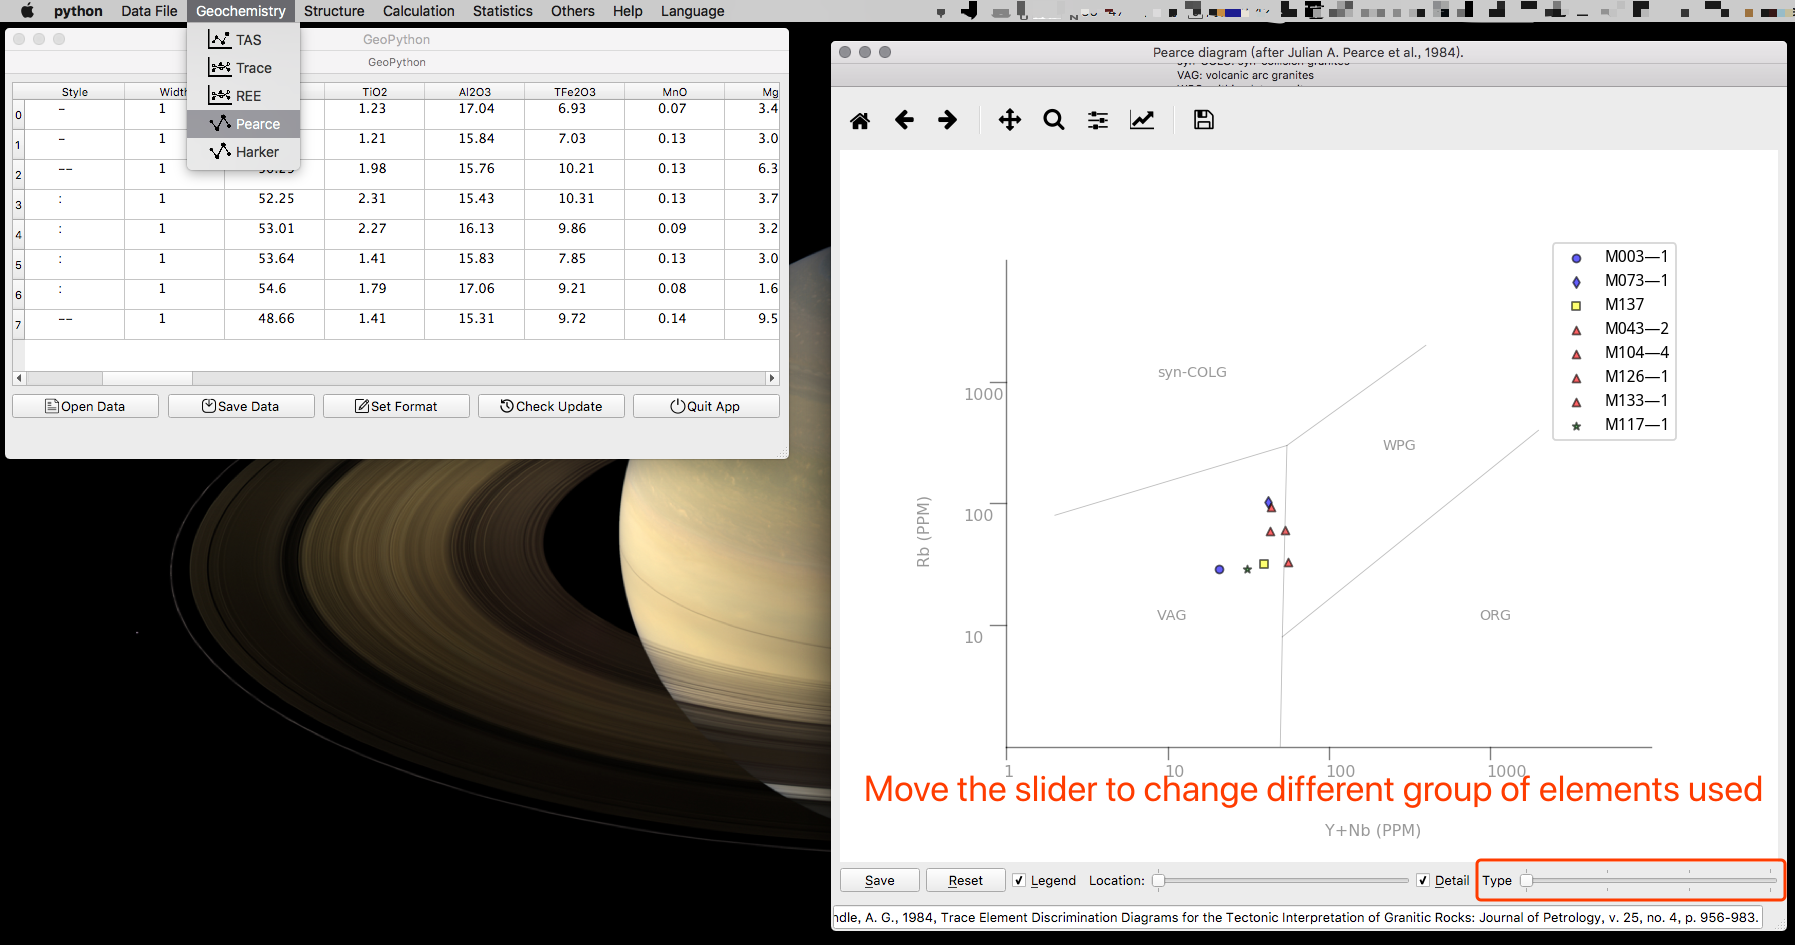 python Data File Geochemistry Structure Calculation Statistics Others Help Language
TAS
Trace
REE
Pearce
Harker
GeoPython
GeoPython
Style Width TiO2 Al2O3 TFe2O3 MnO Mg
0 - 1 1.23 17.04 6.93 0.07 3.4
1 - 1 1.21 15.84 7.03 0.13 3.0
2 -- 1 1.98 15.76 10.21 0.13 6.3
3 : 1 52.25 2.31 15.43 10.31 0.13 3.7
4 : 1 53.01 2.27 16.13 9.86 0.09 3.2
5 : 1 53.64 1.41 15.83 7.85 0.13 3.0
6 : 1 54.6 1.79 17.06 9.21 0.08 1.6
7 -- 1 48.66 1.41 15.31 9.72 0.14 9.5
Open Data Save Data Set Format Check Update Quit App
Pearce diagram (after Julian A. Pearce et al., 1984).
syn-COLG: syn-collision granites
VAG: volcanic arc granites
M003—1
M073—1
M137
M043—2
M104—4
M126—1
M133—1
M117—1
syn-COLG
WPG
VAG
ORG
1000
100
10
Rb (PPM)
1 10 100 1000
Move the slider to change different group of elements used
Y+Nb (PPM)
Save Reset Legend Location: Detail Type
ndle, A. G., 1984, Trace Element Discrimination Diagrams for the Tectonic Interpretation of Granitic Rocks: Journal of Petrology, v. 25, no. 4, p. 956-983.